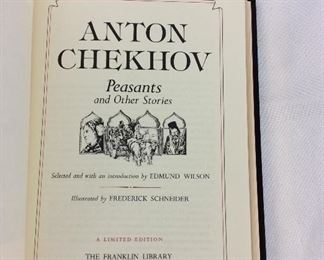 ANTON
CHEKHOV
Peasants
and Other Stories
Selected and with an introduction by EDMUND WILSON
Illustrated by FREDERICK SCHNEIDER
A LIMITED EDITION
THE FRANKLIN LIBRARY